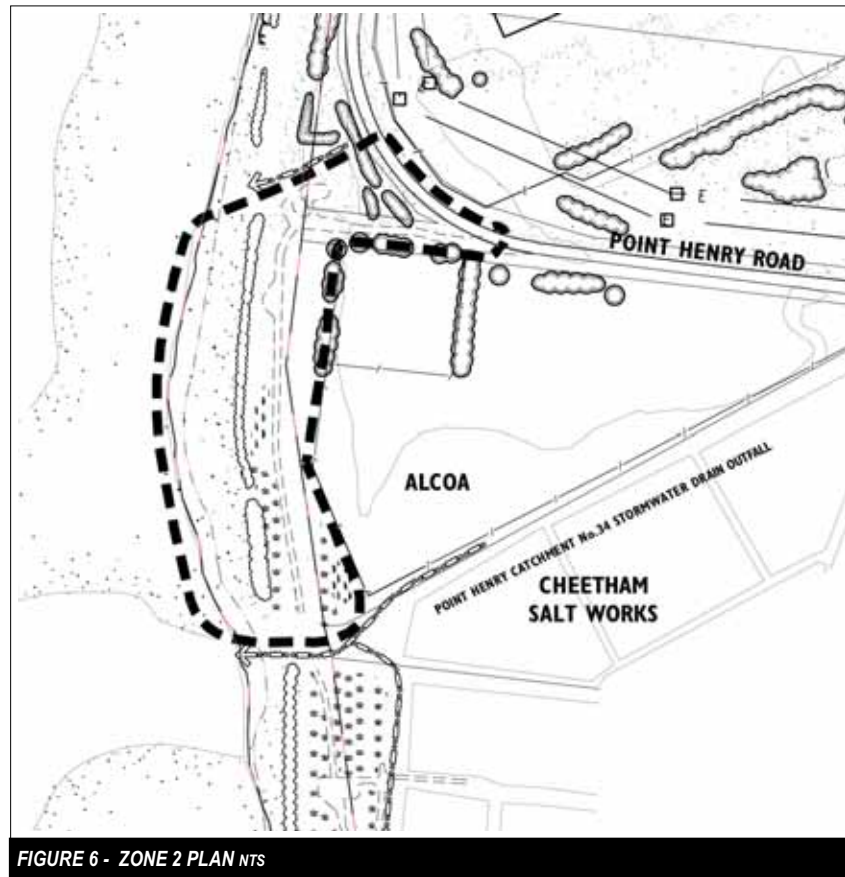 E
E
POINT HENRY ROAD
ALCOA
POINT HENRY CATCHMENT No.34 STORMWATER DRAIN OUTFALL
CHEETHAM
SALT WORKS
FIGURE 6 - ZONE 2 PLAN NTS